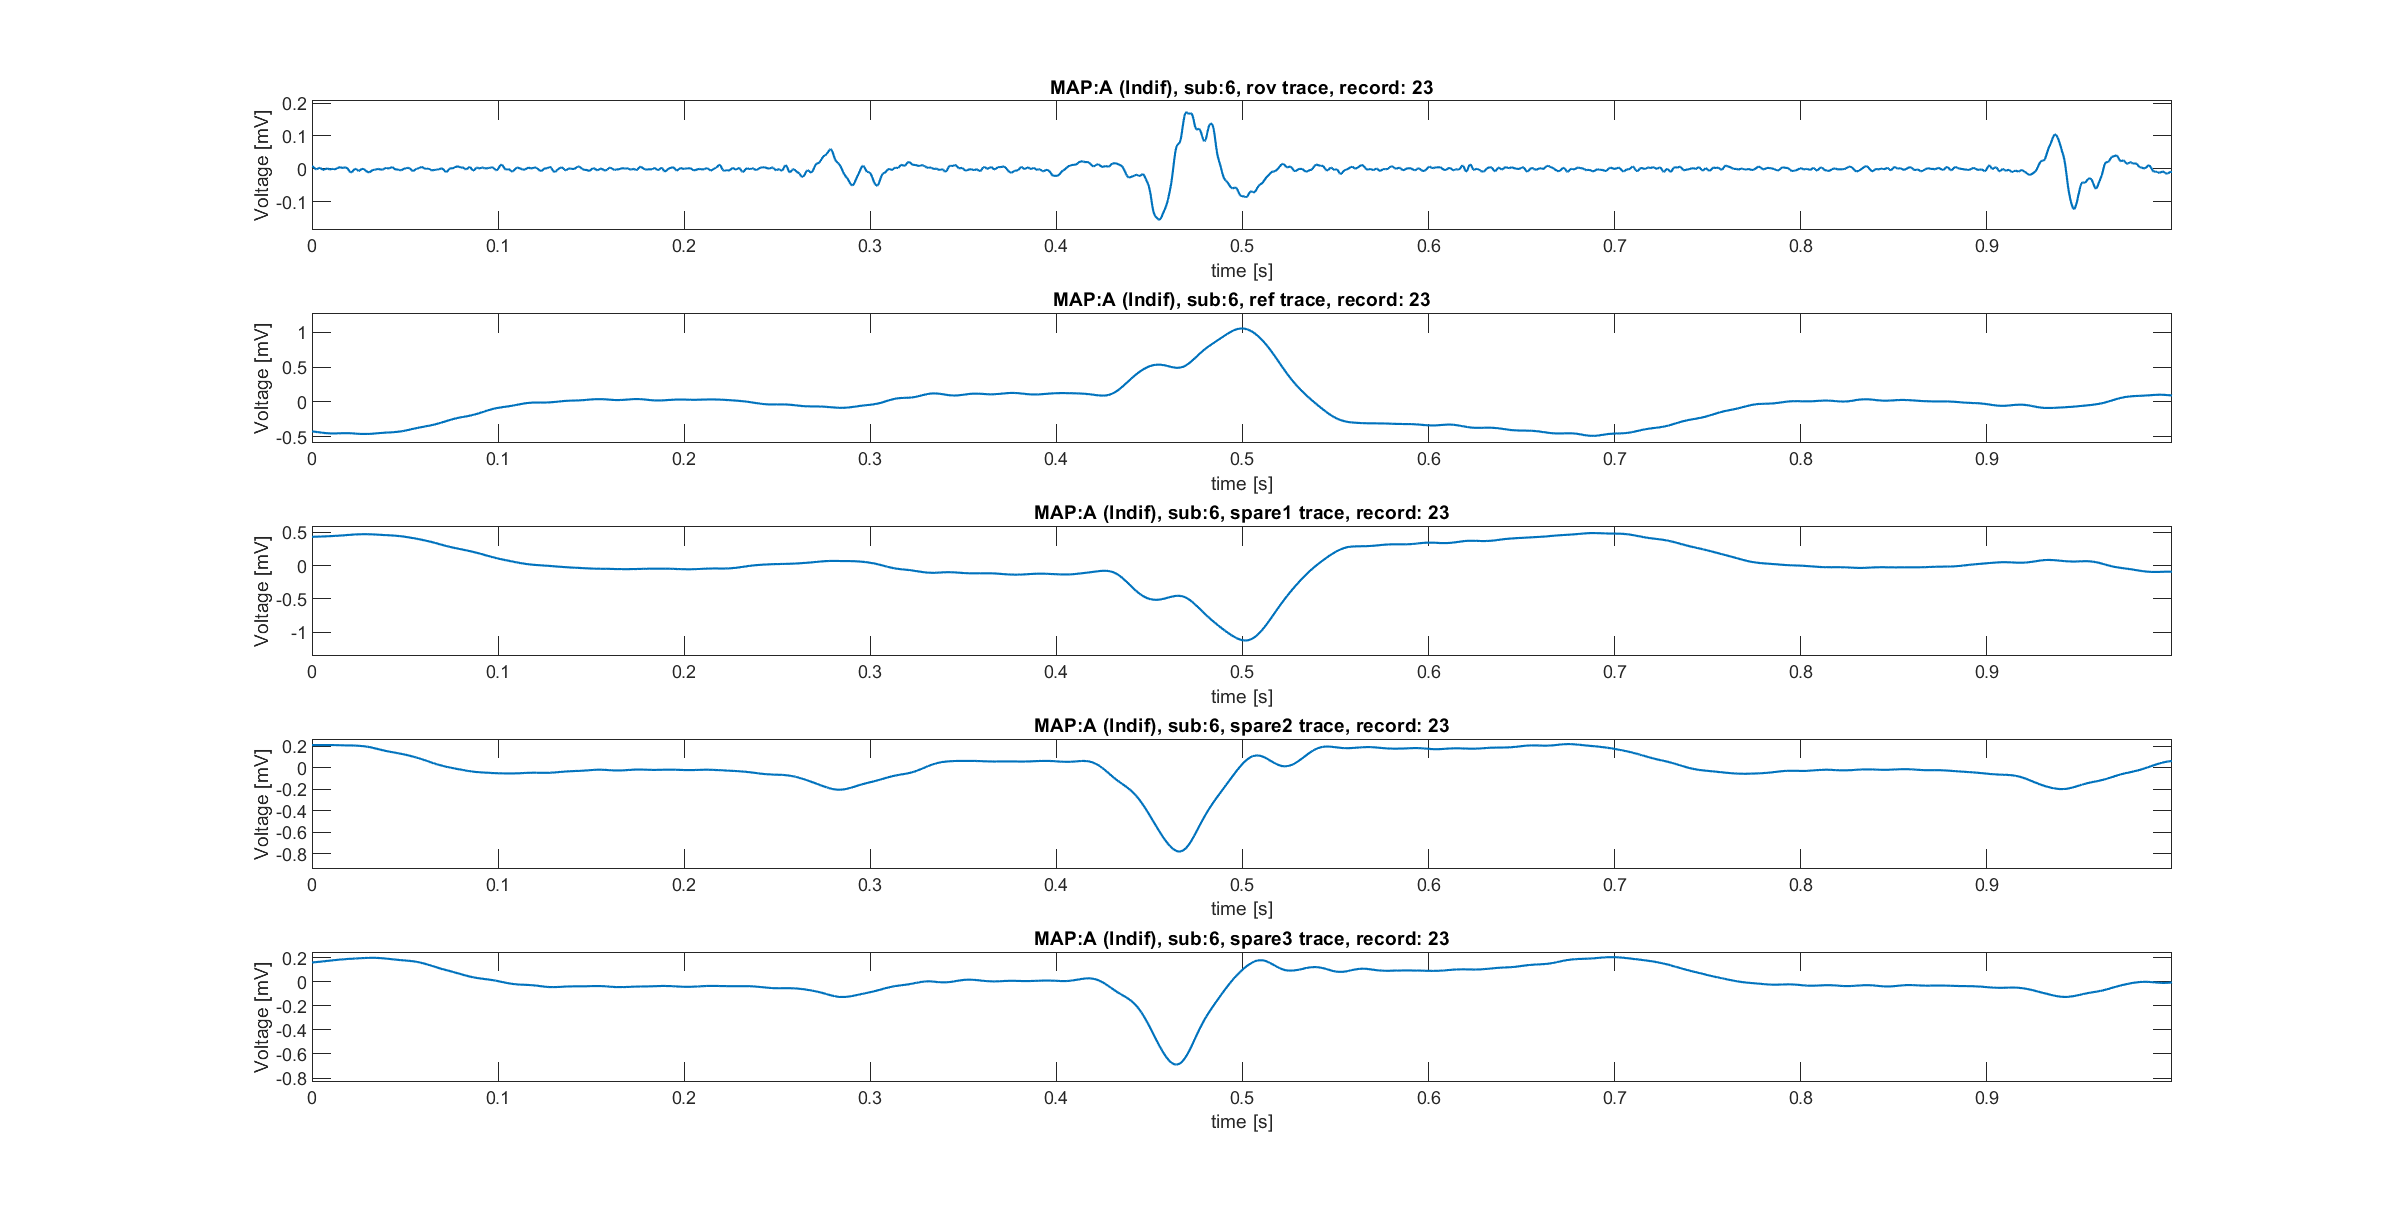 MAP:A (Indif), sub:6, rov trace, record: 23
Voltage [mV]
0.2
0.1
0
-0.1
0 0.1 0.2 0.3 0.4 0.5 0.6 0.7 0.8 0.9
time [s]
MAP:A (Indif), sub:6, ref trace, record: 23
Voltage [mV]
1
0.5
0
-0.5
0 0.1 0.2 0.3 0.4 0.5 0.6 0.7 0.8 0.9
time [s]
MAP:A (Indif), sub:6, spare1 trace, record: 23
Voltage [mV]
0.5
0
-0.5
-1
0 0.1 0.2 0.3 0.4 0.5 0.6 0.7 0.8 0.9
time [s]
MAP:A (Indif), sub:6, spare2 trace, record: 23
Voltage [mV]
0.2
0
-0.2
-0.4
-0.6
-0.8
0 0.1 0.2 0.3 0.4 0.5 0.6 0.7 0.8 0.9
time [s]
MAP:A (Indif), sub:6, spare3 trace, record: 23
Voltage [mV]
0.2
0
-0.2
-0.4
-0.6
-0.8
0 0.1 0.2 0.3 0.4 0.5 0.6 0.7 0.8 0.9
time [s]